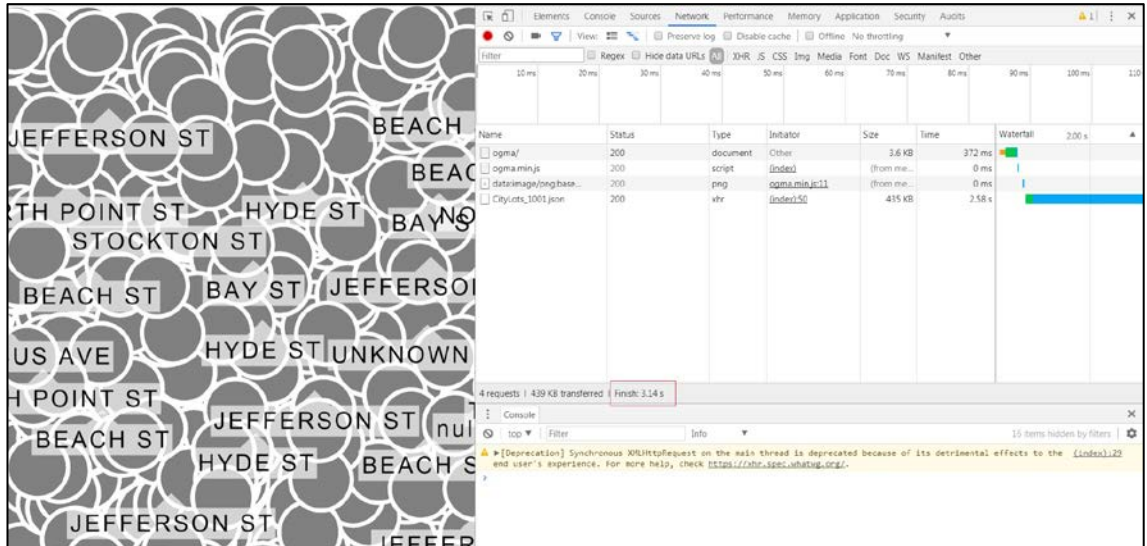 JEFFERSON ST
BEACH
BEAC
TH POINT ST
HYDE ST
BAY S
NO
STOCKTON ST
BEACH ST
BAY ST
JEFFERSO
US AVE
HYDE ST
UNKNOWN
H POINT ST
BEACH ST
JEFFERSON ST
nul
HYDE ST
BEACH S
JEFFERSON ST
JEFFER
Elements Console Sources Network Performance Memory Application Security Audits 1
View: Preserve log Disable cache Offline No throttling
Filter Regex Hide data URLs All XHR JS CSS Img Media Font Doc WS Manifest Other
10 ms 20 ms 30 ms 40 ms 50 ms 60 ms 70 ms 80 ms 90 ms 100 ms 110
Name Status Type Initiator Size Time Waterfall 2.00 s
ogma/ 200 document Other 3.6 KB 372 ms
ogma.min.js 200 script (index) (from me... 0 ms
data:image/png;base... 200 png ogma.min.js:11 (from me... 0 ms
CityLots_1001.json 200 xhr (index):50 435 KB 2.58 s
4 requests | 439 KB transferred | Finish: 3.14 s
Console
top Filter Info 16 items hidden by filters
[Deprecation] Synchronous XMLHttpRequest on the main thread is deprecated because of its detrimental effects to the (index):29
end user's experience. For more help, check https://xhr.spec.whatwg.org/.